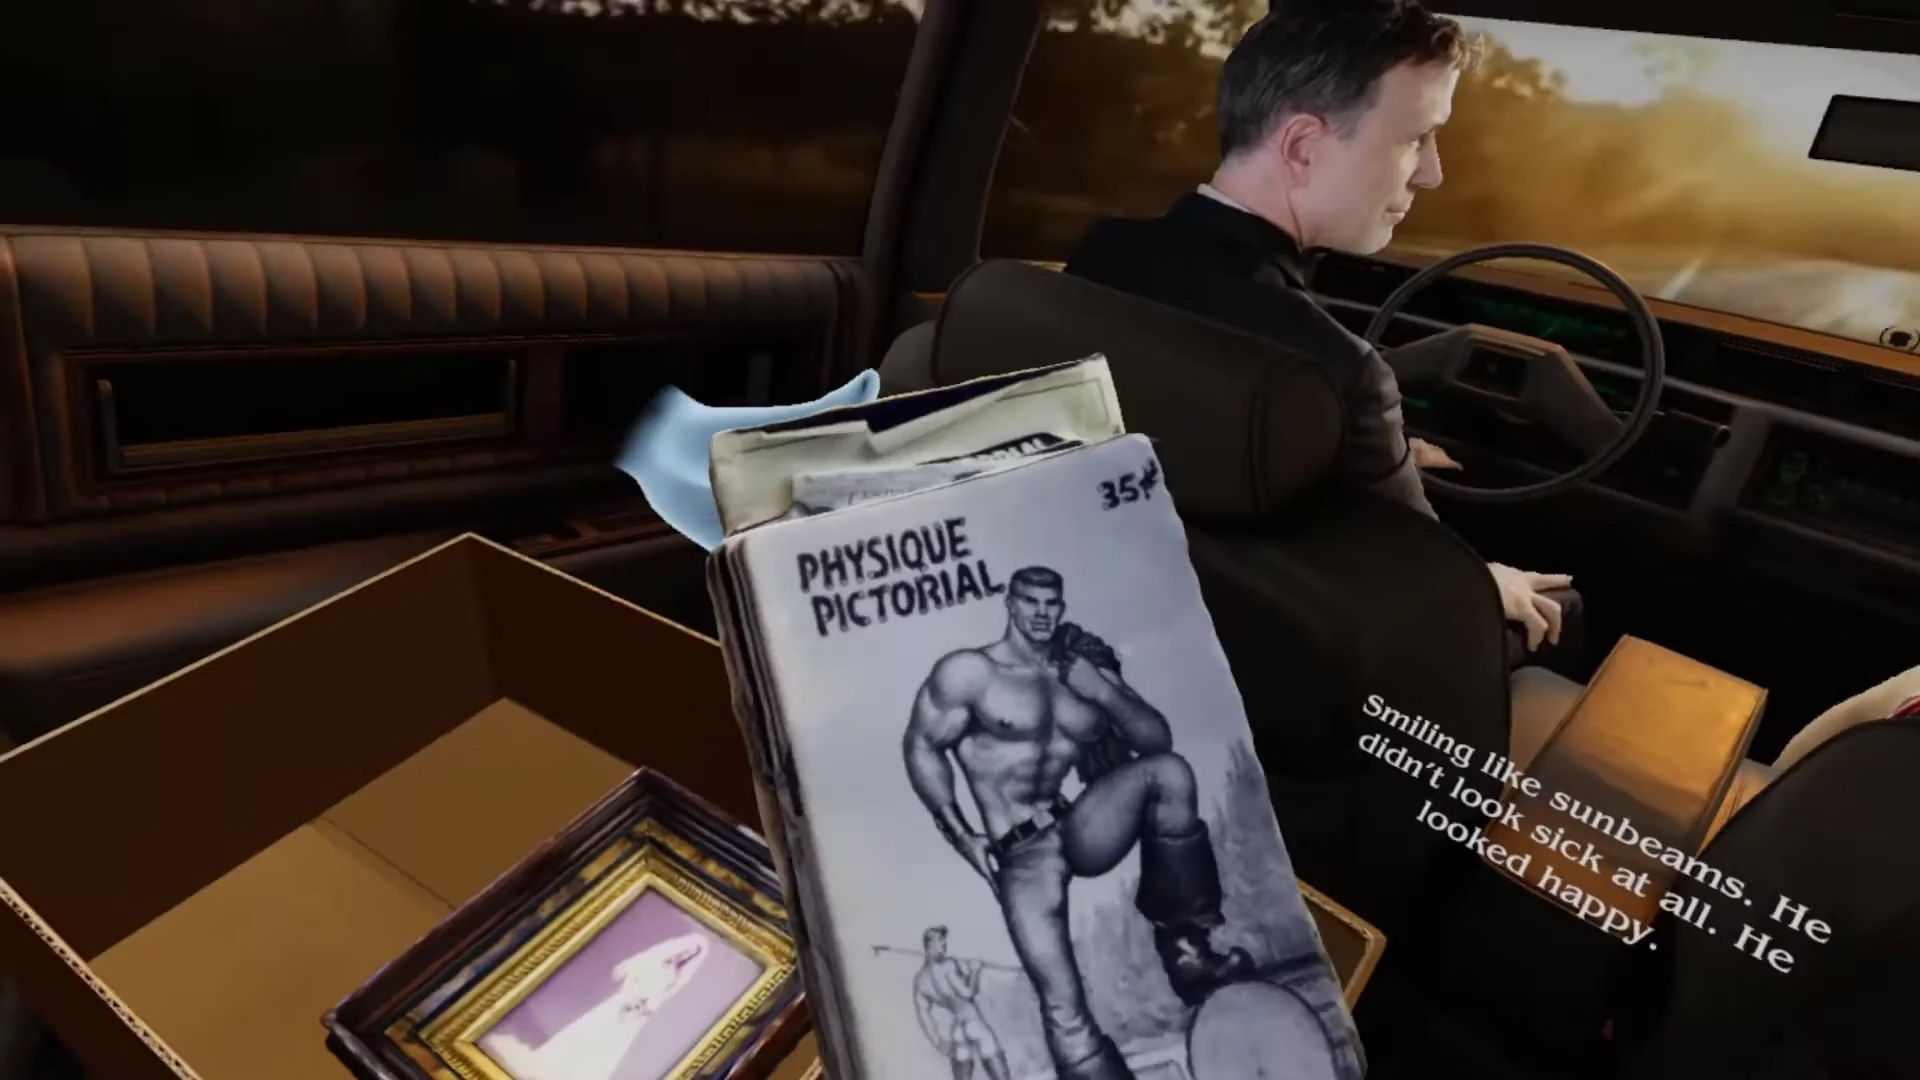 35¢
PHYSIQUE
PICTORIAL
Smiling like sunbeams. He
didn't look sick at all. He
looked happy.